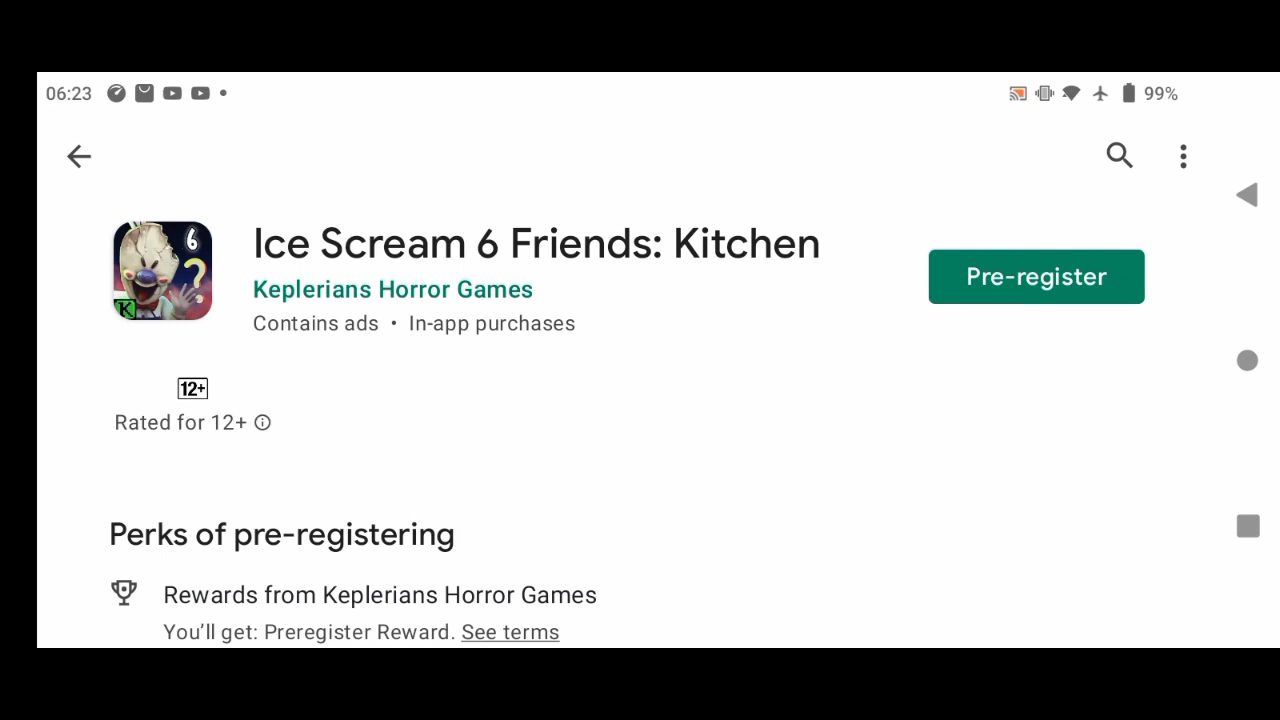 06:23
99%
6
?
K
Ice Scream 6 Friends: Kitchen
Pre-register
Keplerians Horror Games
Contains ads • In-app purchases
12+
Rated for 12+
Perks of pre-registering
Rewards from Keplerians Horror Games
You’ll get: Preregister Reward. See terms